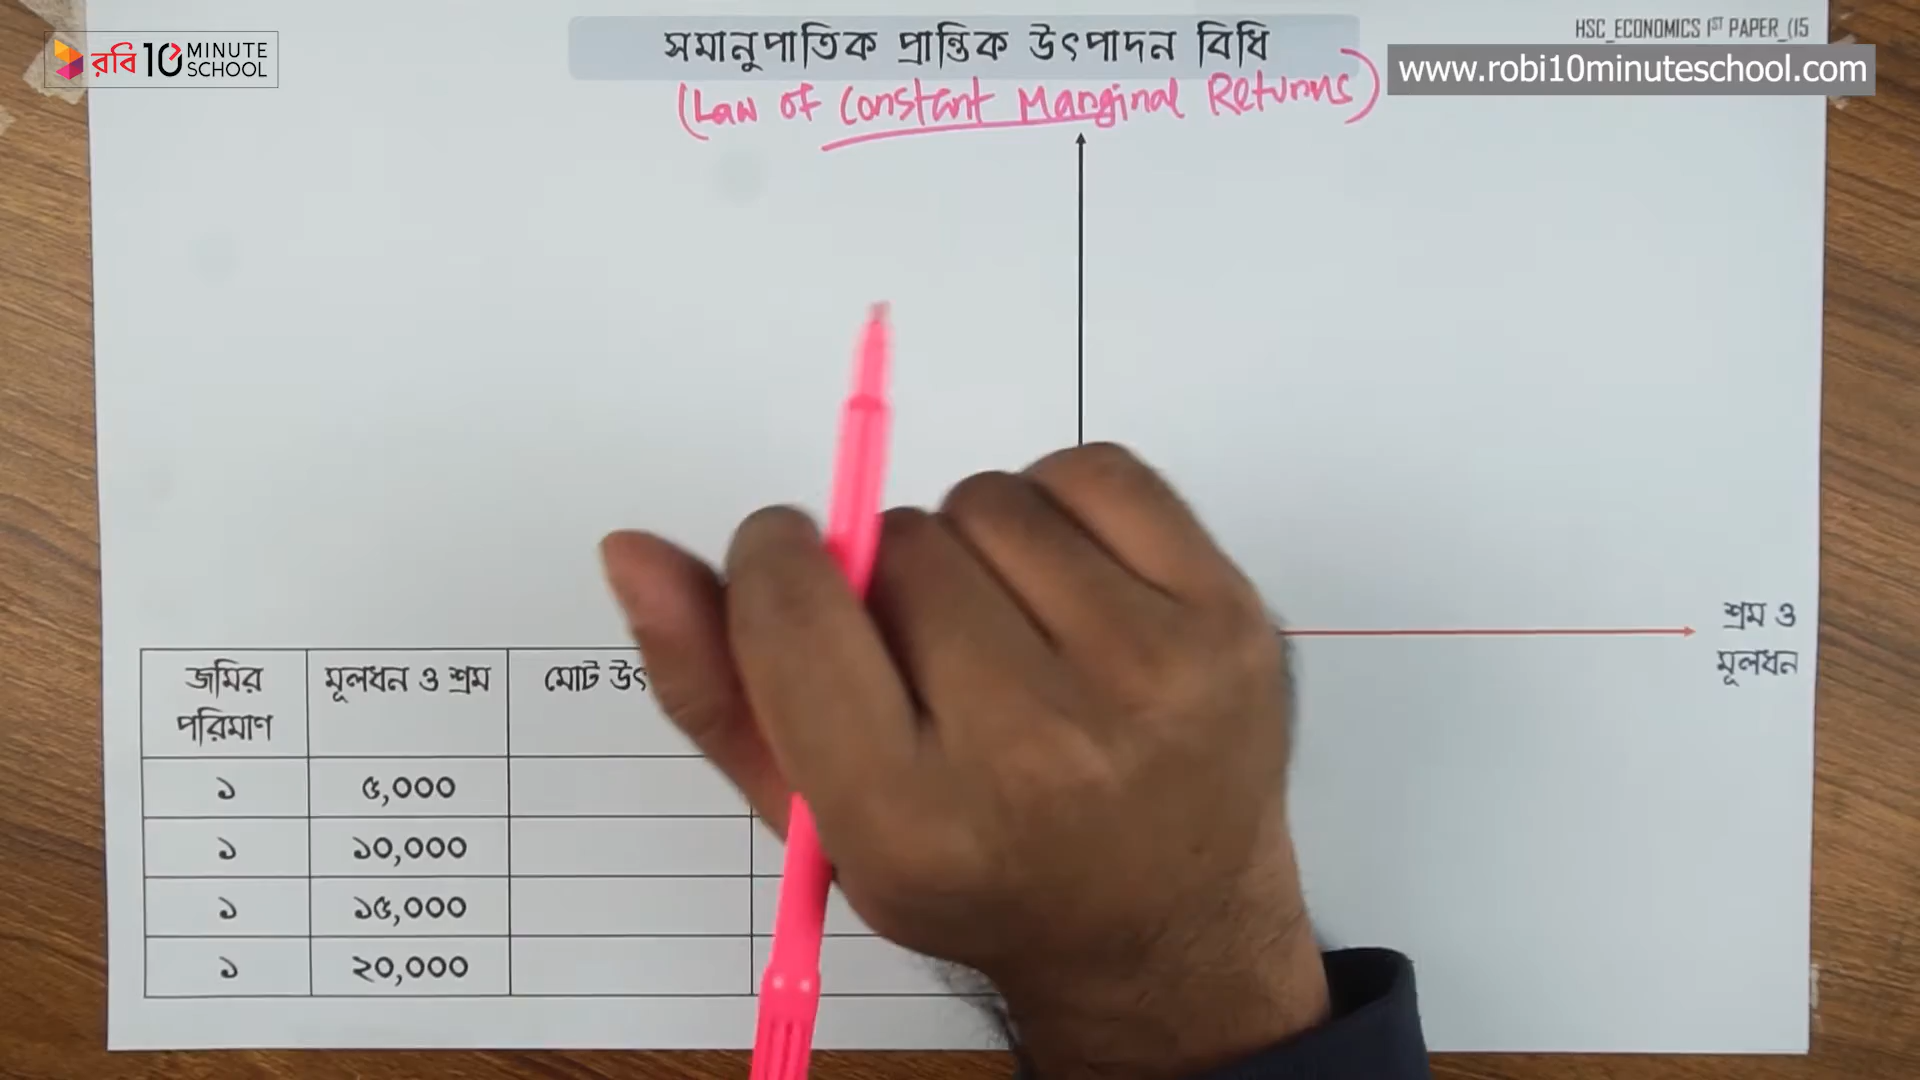 রবি 10 MINUTE SCHOOL
সমানুপাতিক প্রান্তিক উৎপাদন বিধি
HSC_ECONOMICS 1ST PAPER_(15
www.robi10minuteschool.com
(Law of Constant Marginal Returns)
শ্রম ও
মূলধন
জমির পরিমাণ মূলধন ও শ্রম মোট
১ ৫,০০০
১ ১০,০০০
১ ১৫,০০০
১ ২০,০০০